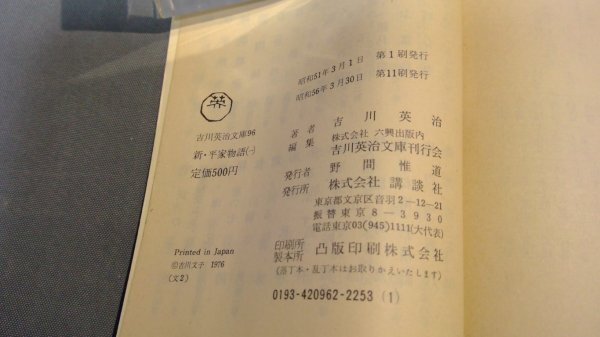 昭和51年3月1日 第1刷発行
昭和56年3月30日 第11刷発行
英
吉川英治文庫96
新・平家物語(一)
定価500円
著者 吉川英治
編集 株式会社 六興出版内
吉川英治文庫刊行会
発行者 野間惟道
発行所 株式会社 講談社
東京都文京区音羽2-12-21
振替東京8-3930
電話東京03(945)1111(大代表)
印刷所
製本所 凸版印刷株式会社
(落丁本・乱丁本はお取りかえいたします)
Printed in Japan
©吉川文子 1976
(文2)
0193-420962-2253 (1)